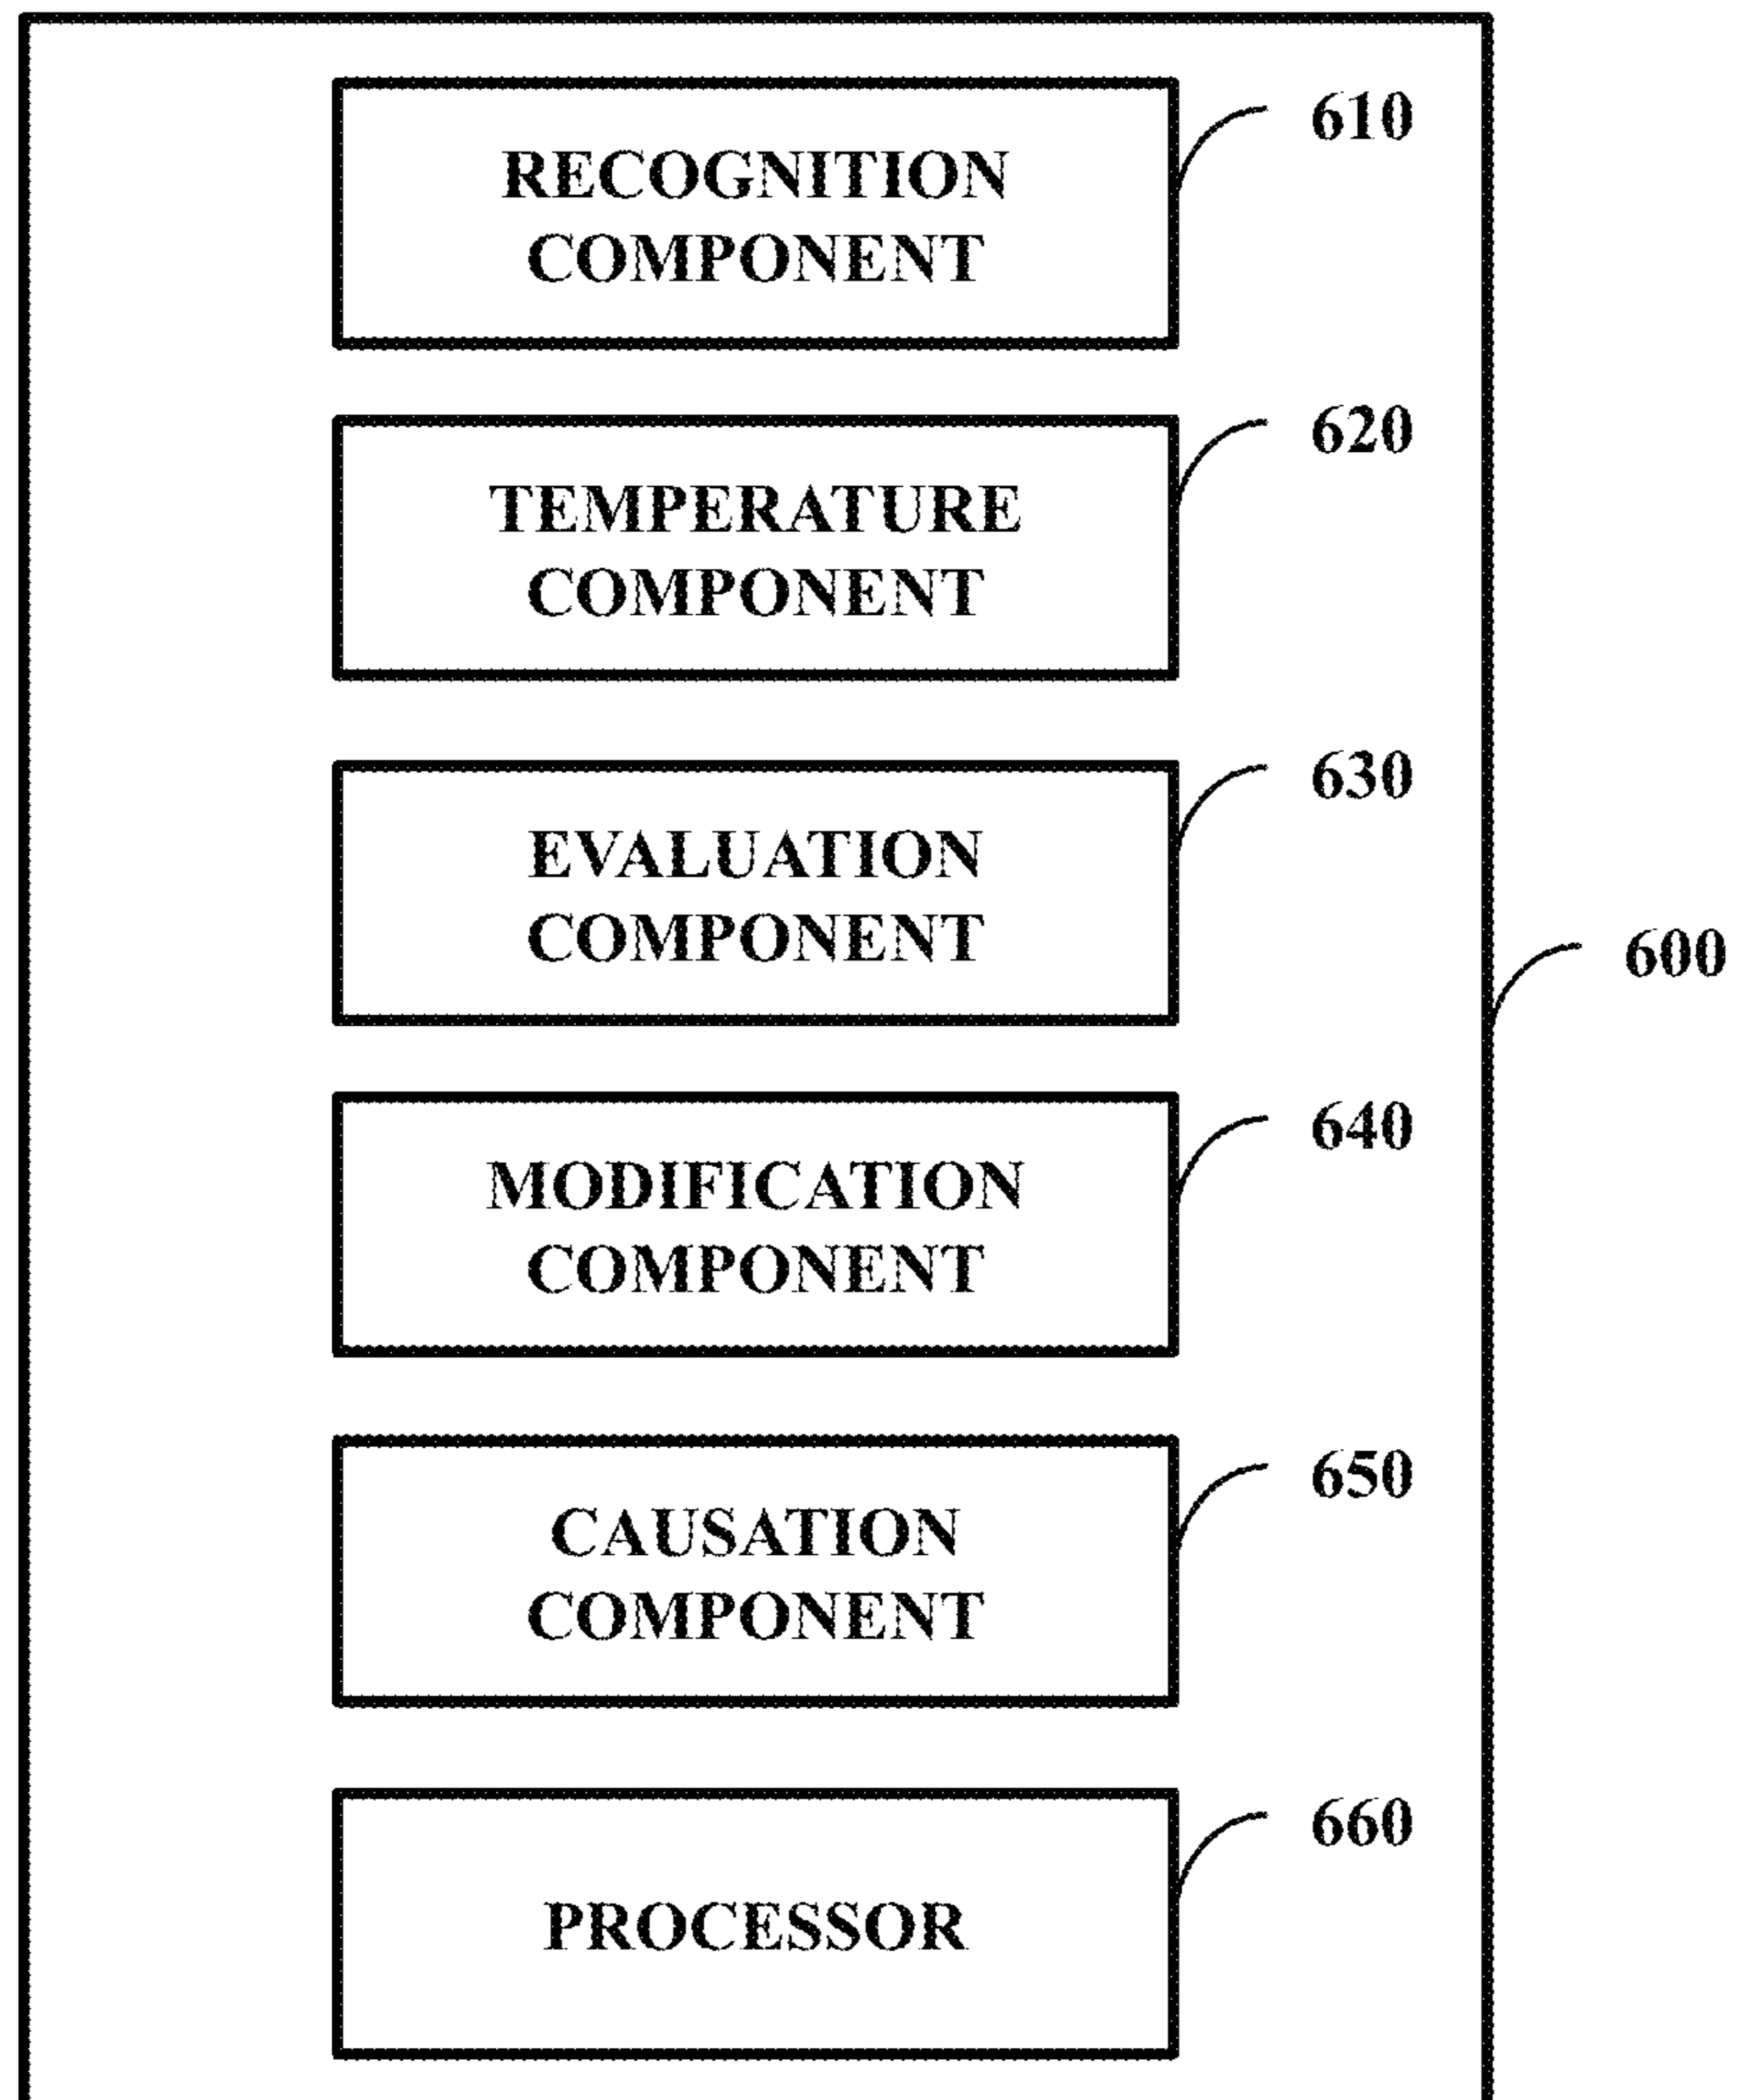 RECOGNITION
COMPONENT
610
TEMPERATURE
COMPONENT
620
EVALUATION
COMPONENT
630
600
MODIFICATION
COMPONENT
640
CAUSATION
COMPONENT
650
PROCESSOR
660